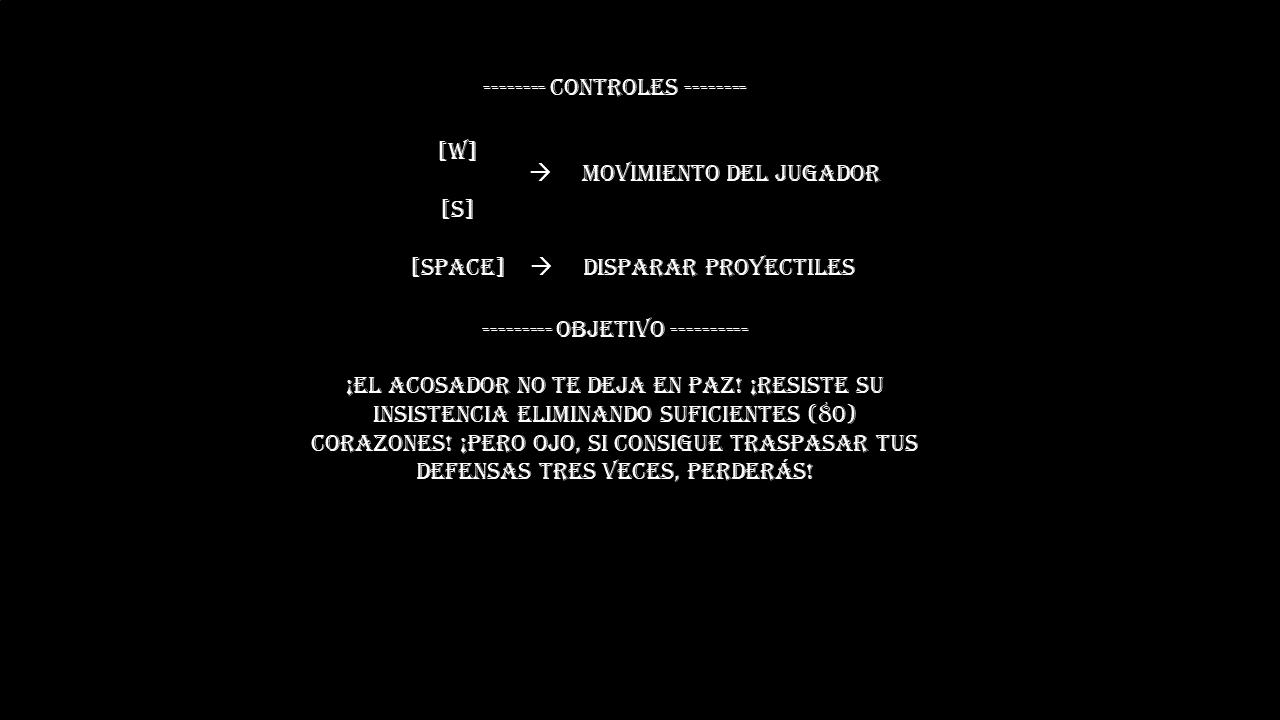 -------- CONTROLES --------
[W]
→ MOVIMIENTO DEL JUGADOR
[S]
[SPACE] → DISPARAR PROYECTILES
--------- OBJETIVO ----------
¡EL ACOSADOR NO TE DEJA EN PAZ! ¡RESISTE SU
INSISTENCIA ELIMINANDO SUFICIENTES (80)
CORAZONES! ¡PERO OJO, SI CONSIGUE TRASPASAR TUS
DEFENSAS TRES VECES, PERDERÁS!